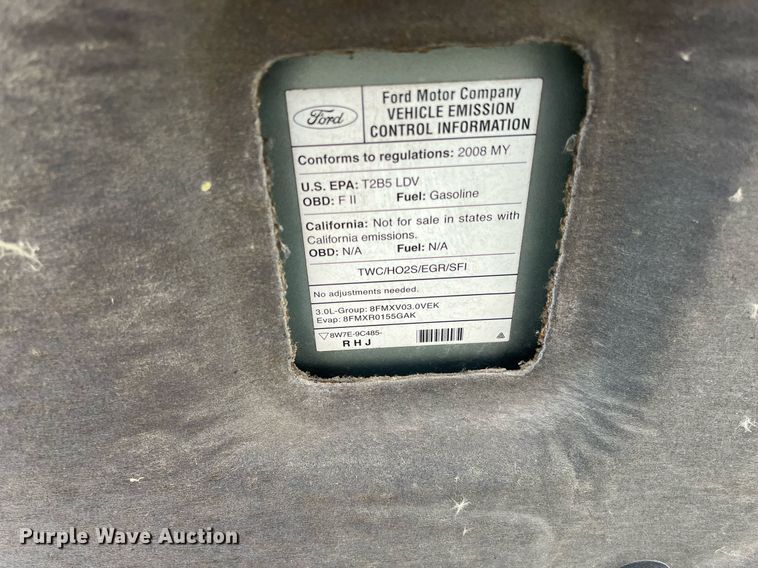 Ford
Ford Motor Company
VEHICLE EMISSION
CONTROL INFORMATION
Conforms to regulations: 2008 MY
U.S. EPA: T2B5 LDV
OBD: F II Fuel: Gasoline
California: Not for sale in states with
California emissions.
OBD: N/A Fuel: N/A
TWC/HO2S/EGR/SFI
No adjustments needed.
3.0L-Group: 8FMXV03.0VEK
Evap: 8FMXR0155GAK
8W7E-9C485-
R H J
Purple Wave Auction®